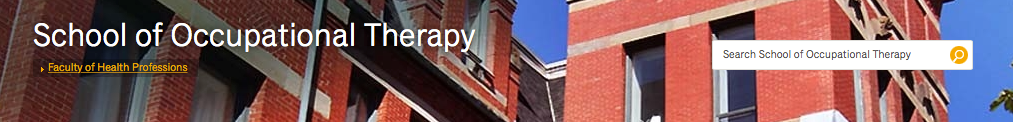 School of Occupational Therapy
Faculty of Health Professions
Search School of Occupational Therapy